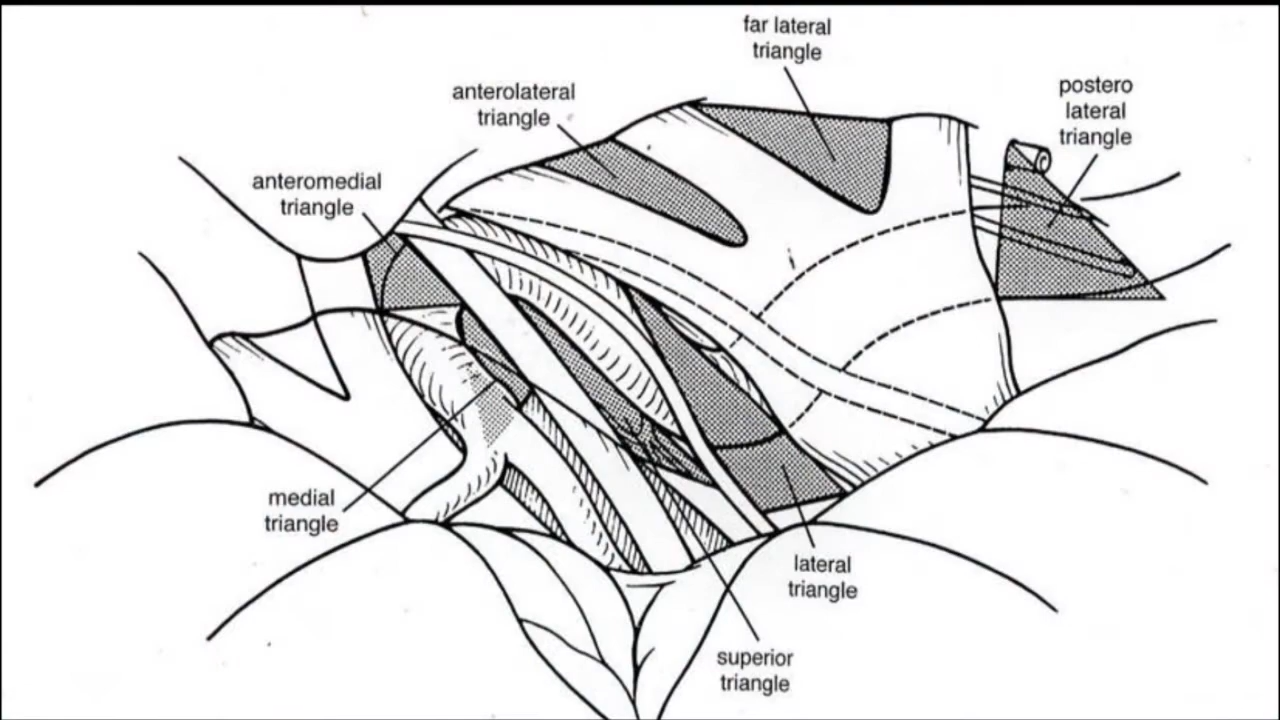 far lateral
triangle
anterolateral
triangle
postero
lateral
triangle
anteromedial
triangle
medial
triangle
lateral
triangle
superior
triangle